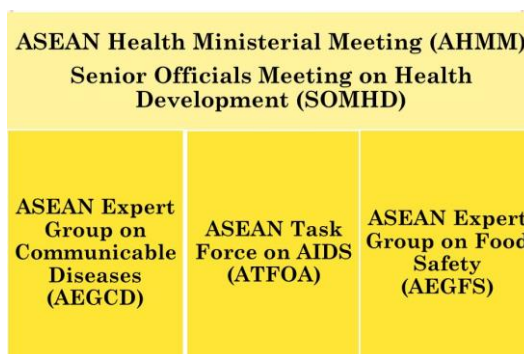 ASEAN Health Ministerial Meeting (AHMM)
Senior Officials Meeting on Health
Development (SOMHD)
ASEAN Expert
Group on
Communicable
Diseases
(AEGCD)
ASEAN Task
Force on AIDS
(ATFOA)
ASEAN Expert
Group on Food
Safety
(AEGFS)